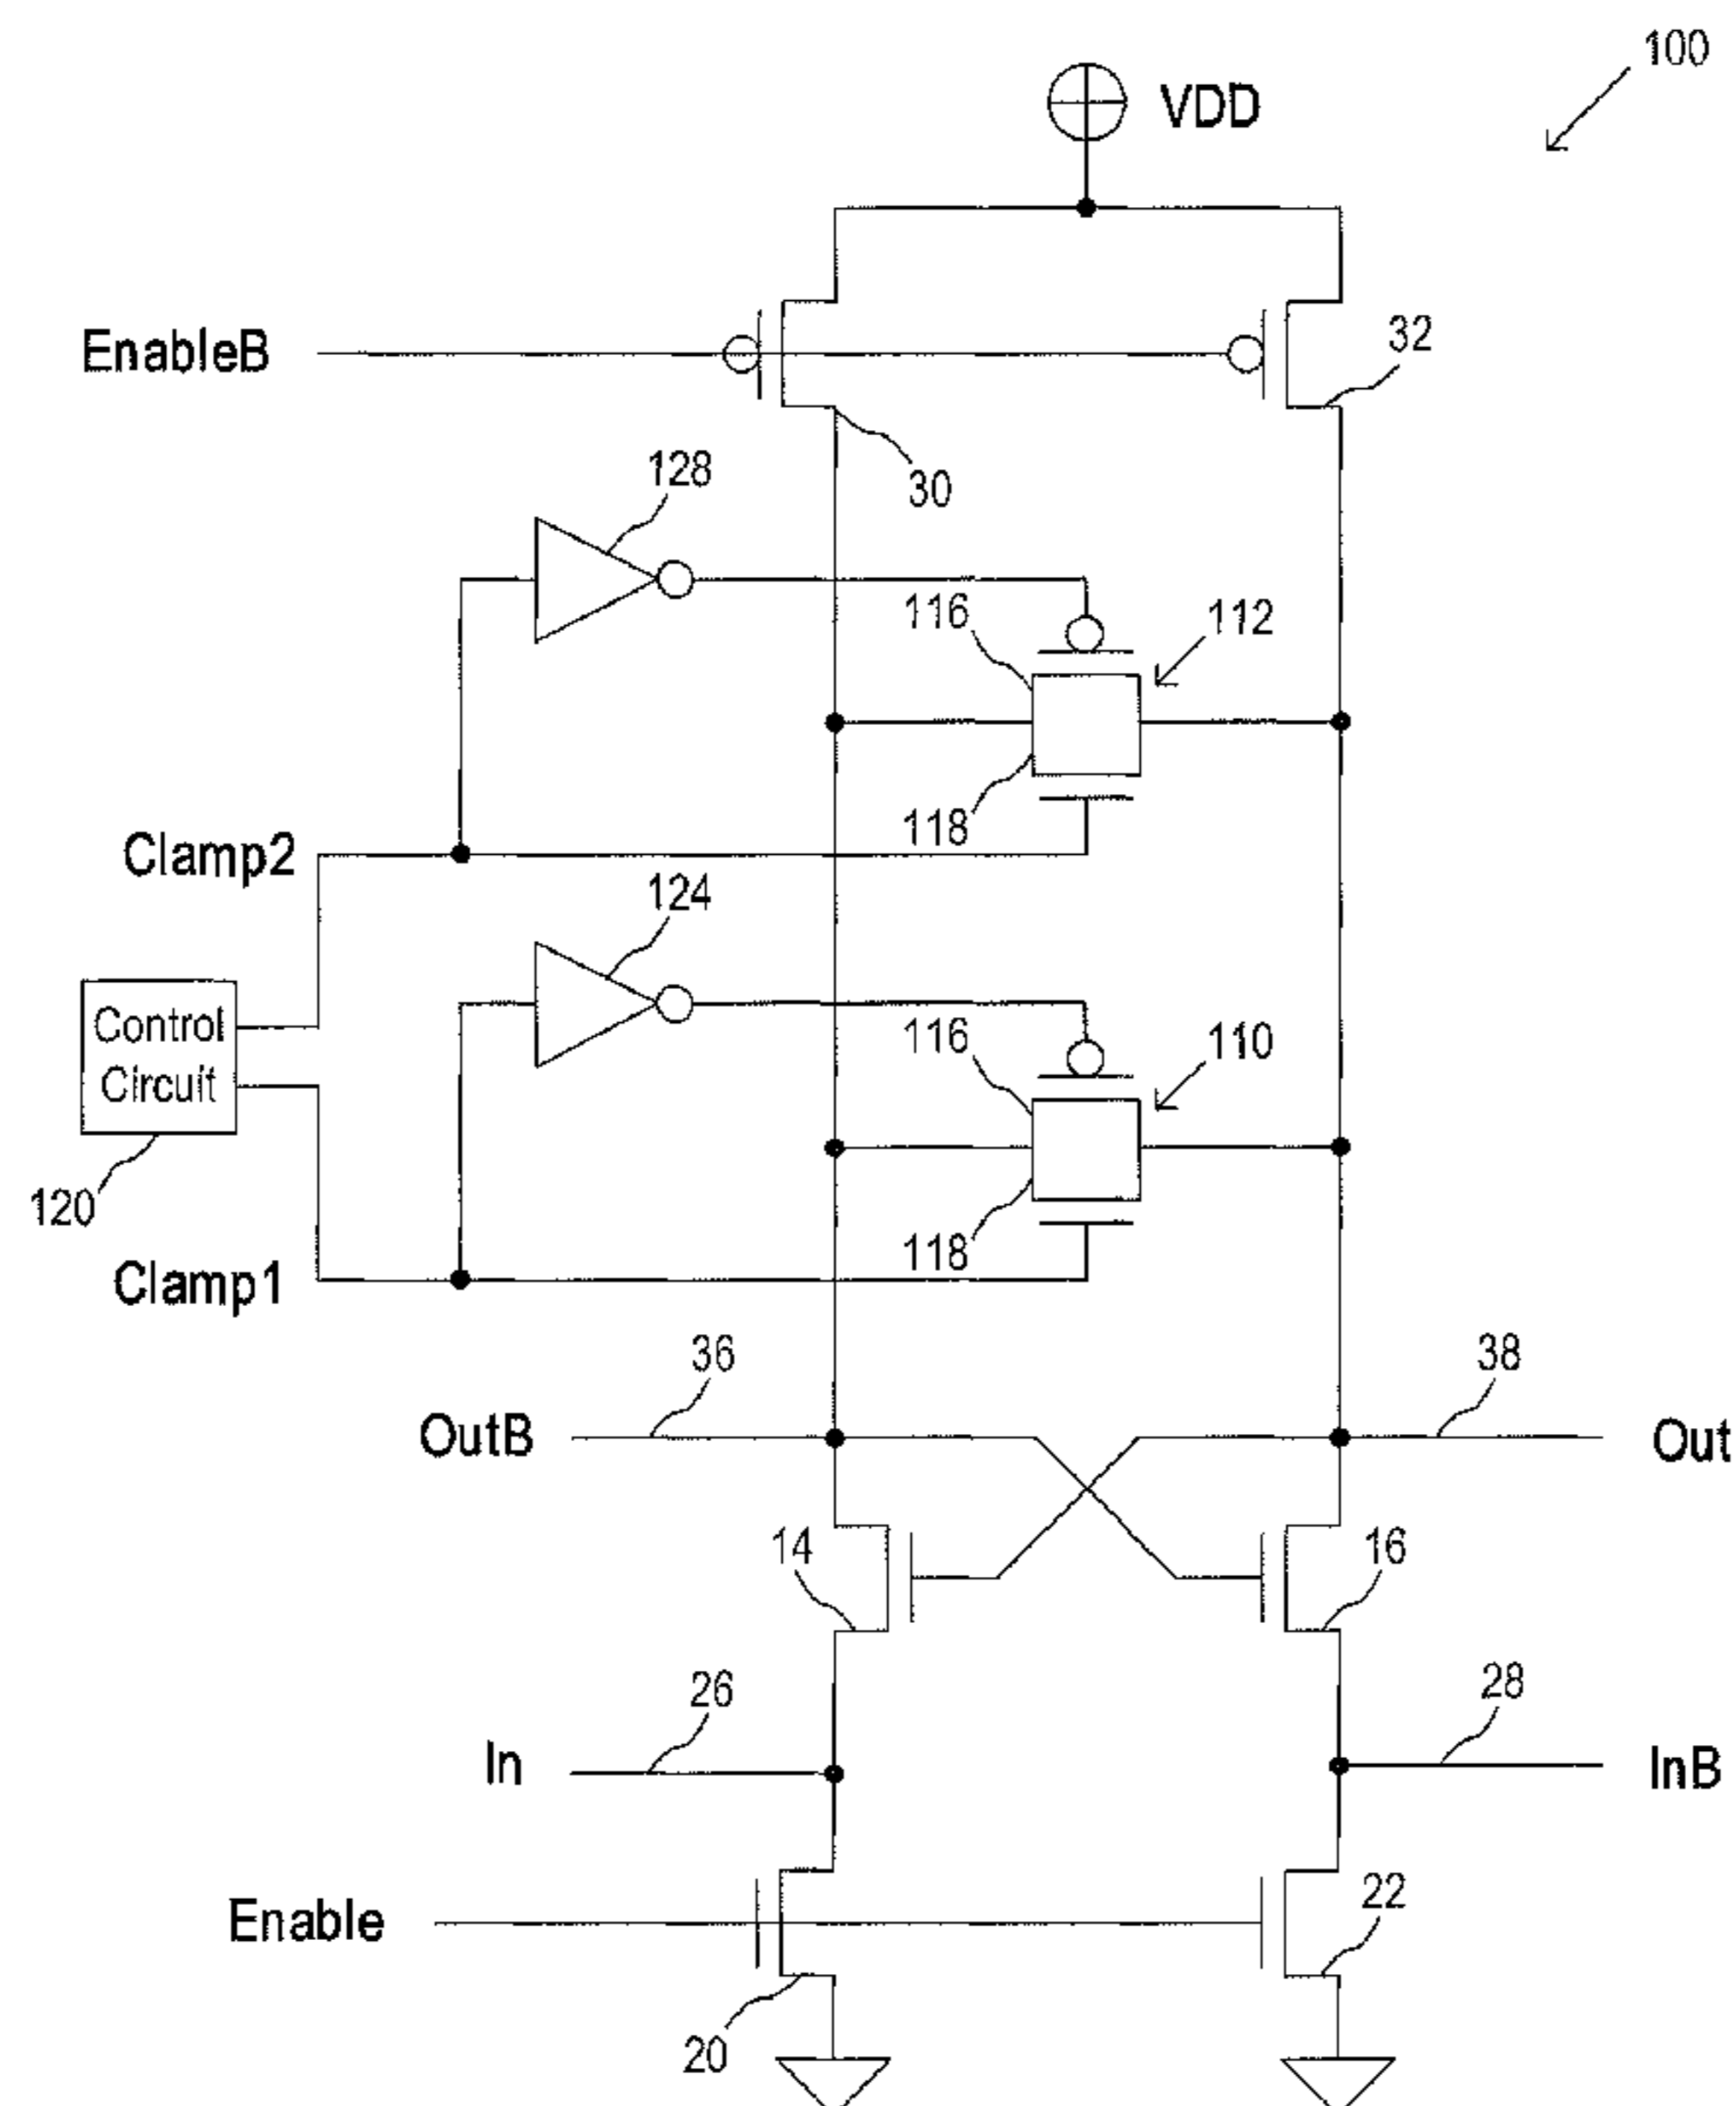 100
VDD
EnableB
32
30
128
116
112
118
Clamp2
124
Control
Circuit
116
110
120
118
Clamp1
36
38
OutB
Out
14
16
26
28
In
InB
Enable
22
20